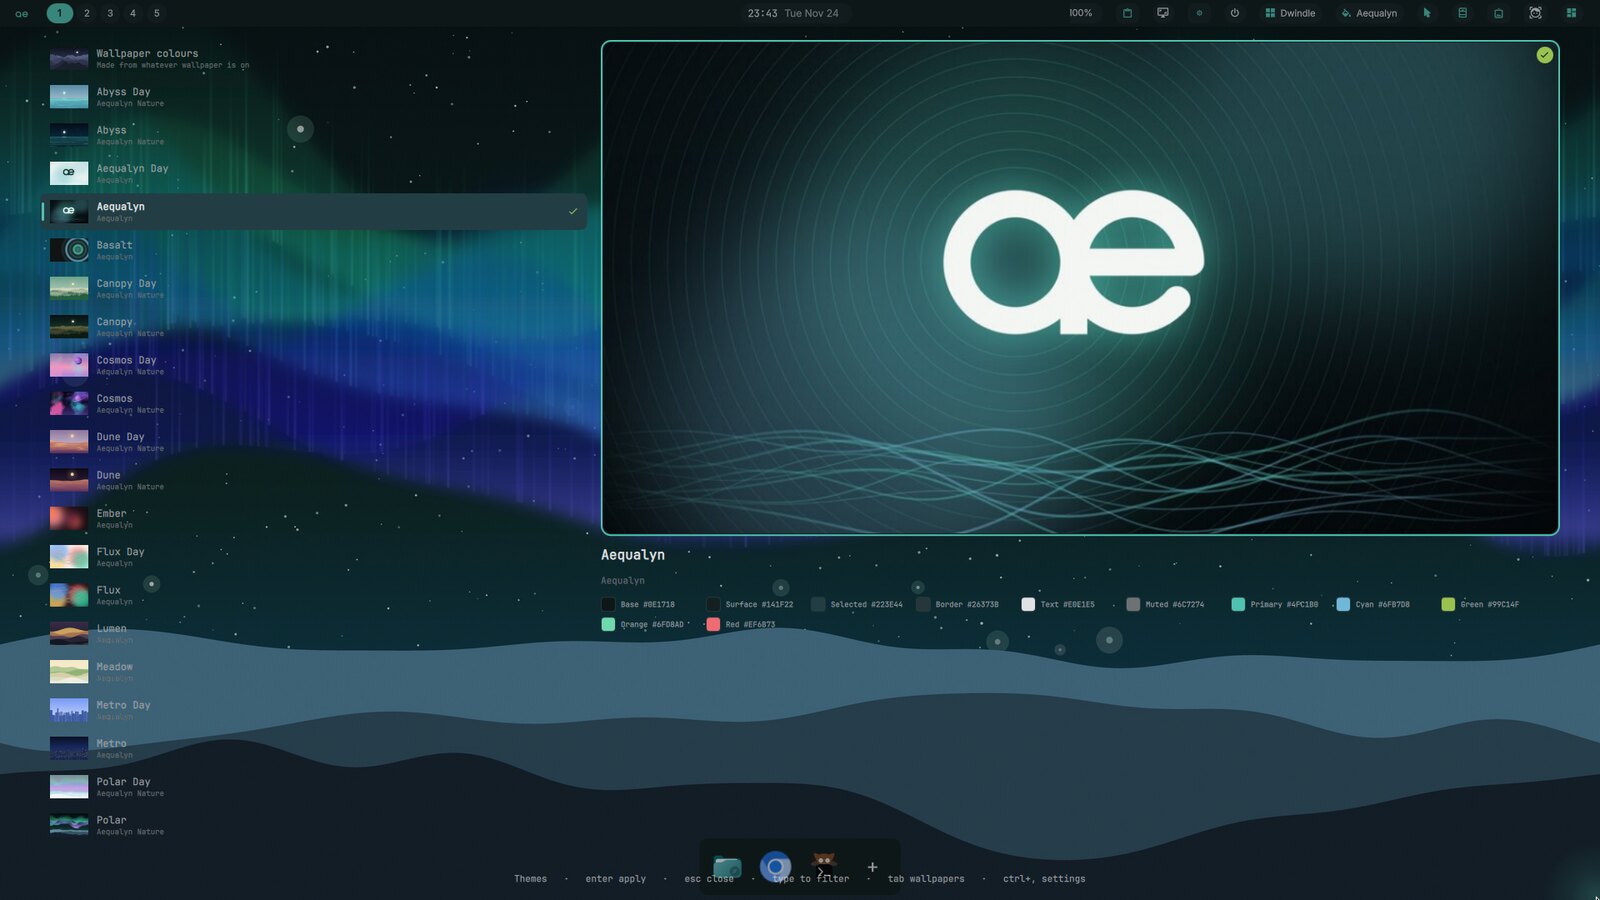 ae 1 2 3 4 5 23:43 Tue Nov 24 100% Dwindle Aequalyn
Wallpaper colours
Made from whatever wallpaper is on
Abyss Day
Aequalyn Nature
Abyss
Aequalyn Nature
Aequalyn Day
Aequalyn
Aequalyn
Aequalyn
Basalt
Aequalyn
Canopy Day
Aequalyn Nature
Canopy
Aequalyn Nature
Cosmos Day
Aequalyn Nature
Cosmos
Aequalyn Nature
Dune Day
Aequalyn Nature
Dune
Aequalyn Nature
Ember
Aequalyn
Flux Day
Aequalyn
Flux
Aequalyn
Lumen
Aequalyn
Meadow
Aequalyn
Metro Day
Aequalyn
Metro
Aequalyn
Polar Day
Aequalyn Nature
Polar
Aequalyn Nature
ae
Aequalyn
Aequalyn
Base #0E1718 Surface #141F22 Selected #223E44 Border #26373B Text #E0E1E5 Muted #6C7274 Primary #4FC1B0 Cyan #6FB7D8 Green #99C14F
Orange #6FD8AD Red #EF6B73
Themes · enter apply · esc close · type to filter · tab wallpapers · ctrl+, settings